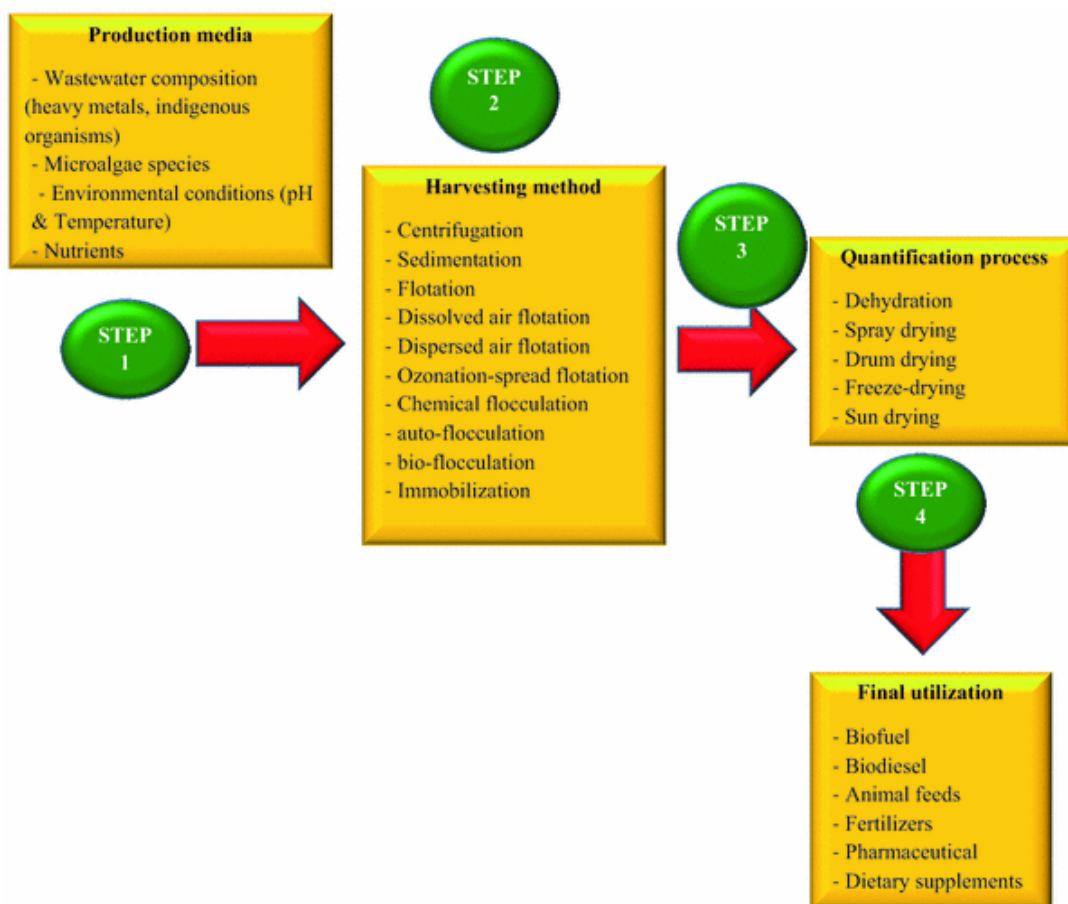 Production media
- Wastewater composition
(heavy metals, indigenous
organisms)
- Microalgae species
- Environmental conditions (pH
& Temperature)
- Nutrients
STEP
1
STEP
2
Harvesting method
- Centrifugation
- Sedimentation
- Flotation
- Dissolved air flotation
- Dispersed air flotation
- Ozonation-spread flotation
- Chemical flocculation
- auto-flocculation
- bio-flocculation
- Immobilization
STEP
3
Quantification process
- Dehydration
- Spray drying
- Drum drying
- Freeze-drying
- Sun drying
STEP
4
Final utilization
- Biofuel
- Biodiesel
- Animal feeds
- Fertilizers
- Pharmaceutical
- Dietary supplements